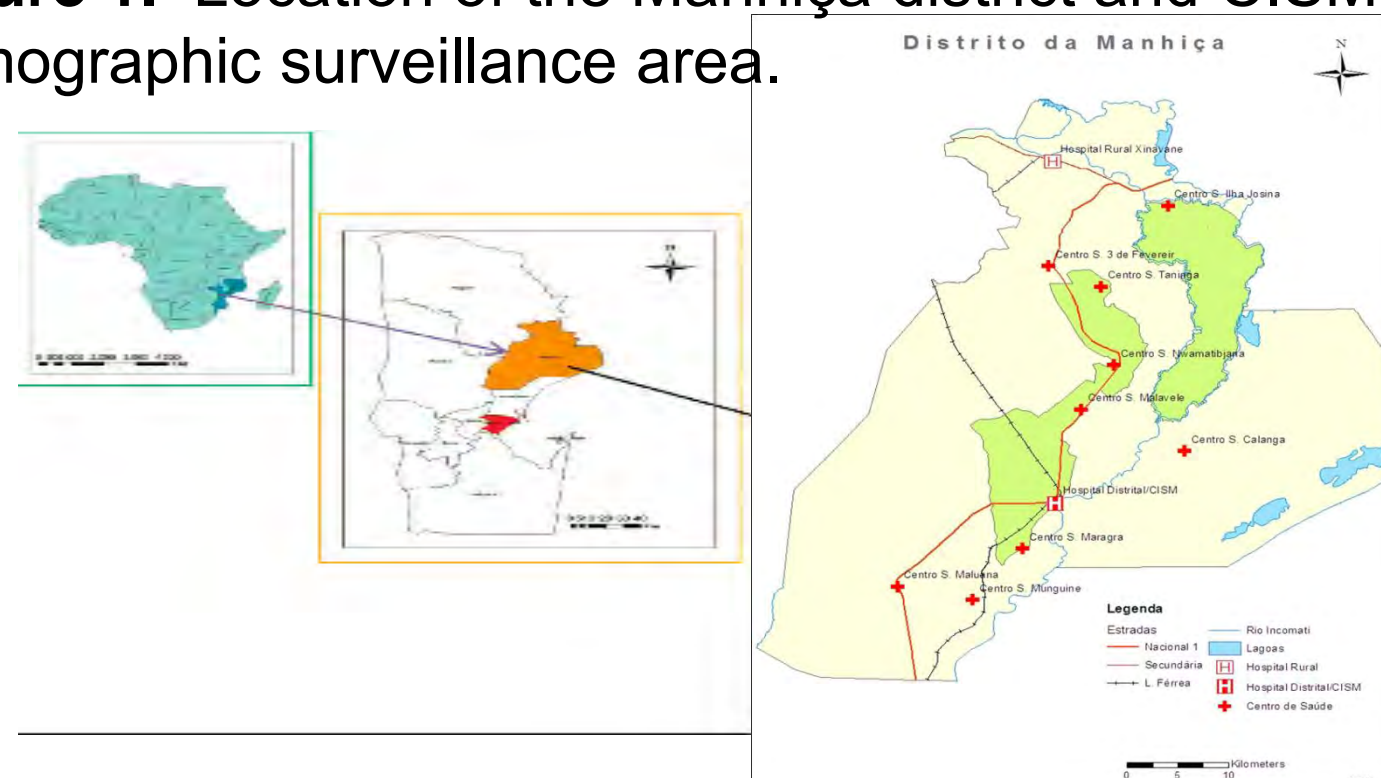 ure 1. Location of the Manhiça district and CISM
nographic surveillance area.
Distrito da Manhiça
N
Hospital Rural Xinavane
Centro S. Ilha Josina
Centro S. 3 de Fevereir
Centro S. Taninga
Centro S. Nwamatibjana
Centro S. Malavele
Centro S. Calanga
Hospital Distrital/CISM
Centro S. Maragra
Centro S. Maluana
Centro S. Munguine
Legenda
Estradas
Nacional 1
Secundária
L. Férrea
Rio Incomati
Lagoas
Hospital Rural
Hospital Distrital/CISM
Centro de Saúde
Kilometers
0 5 10